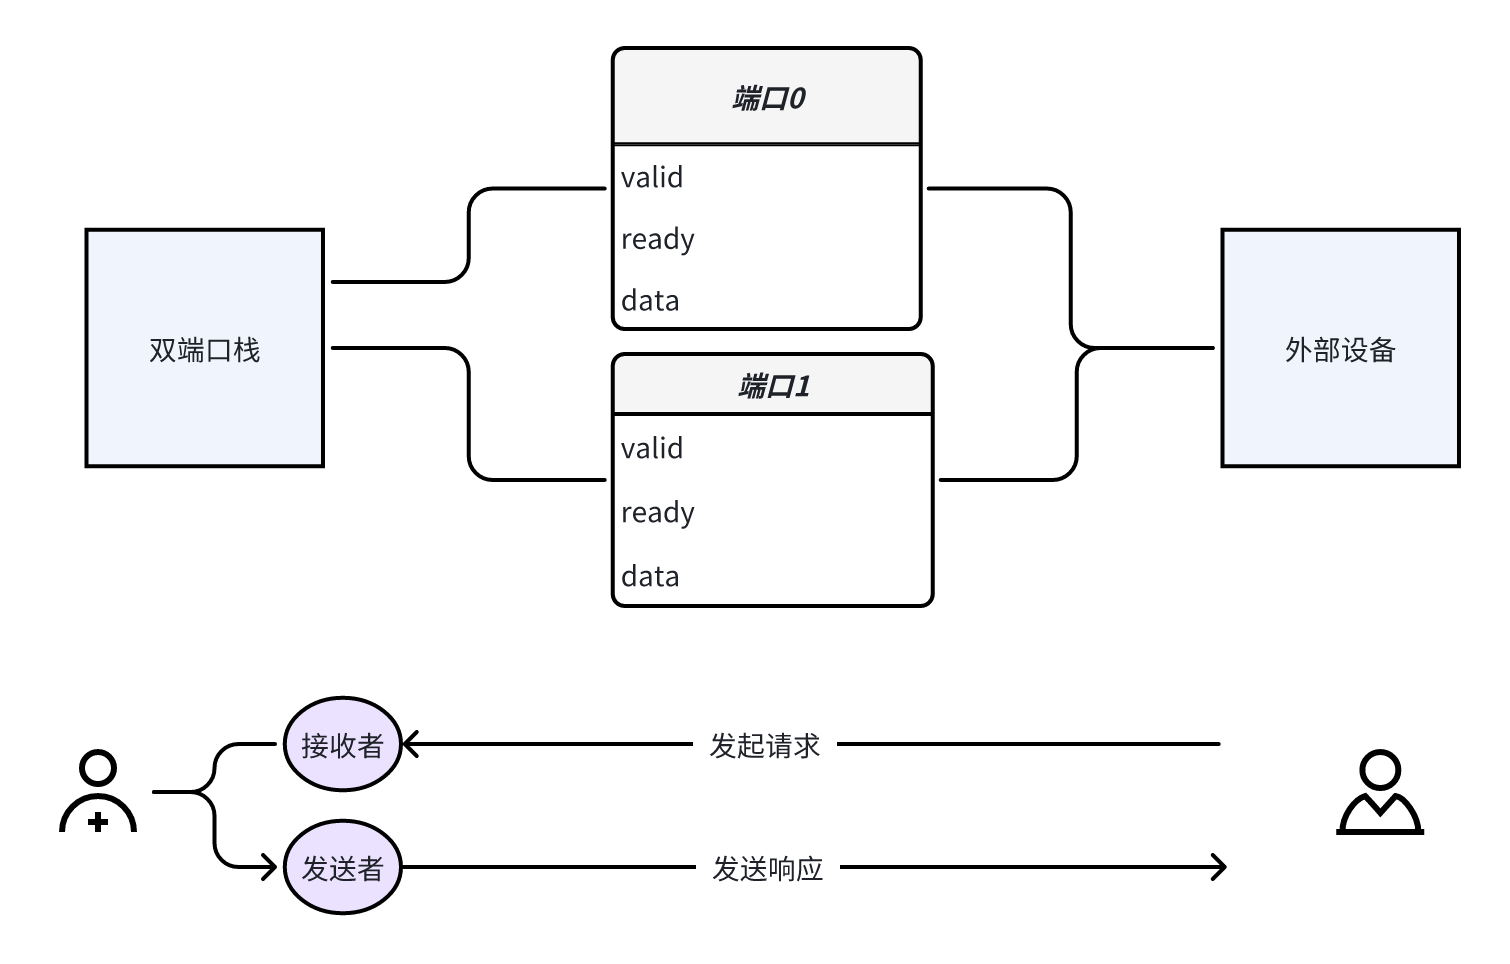 端口0
valid
ready
data
双端口栈
外部设备
端口1
valid
ready
data
接收者
发起请求
发送者
发送响应